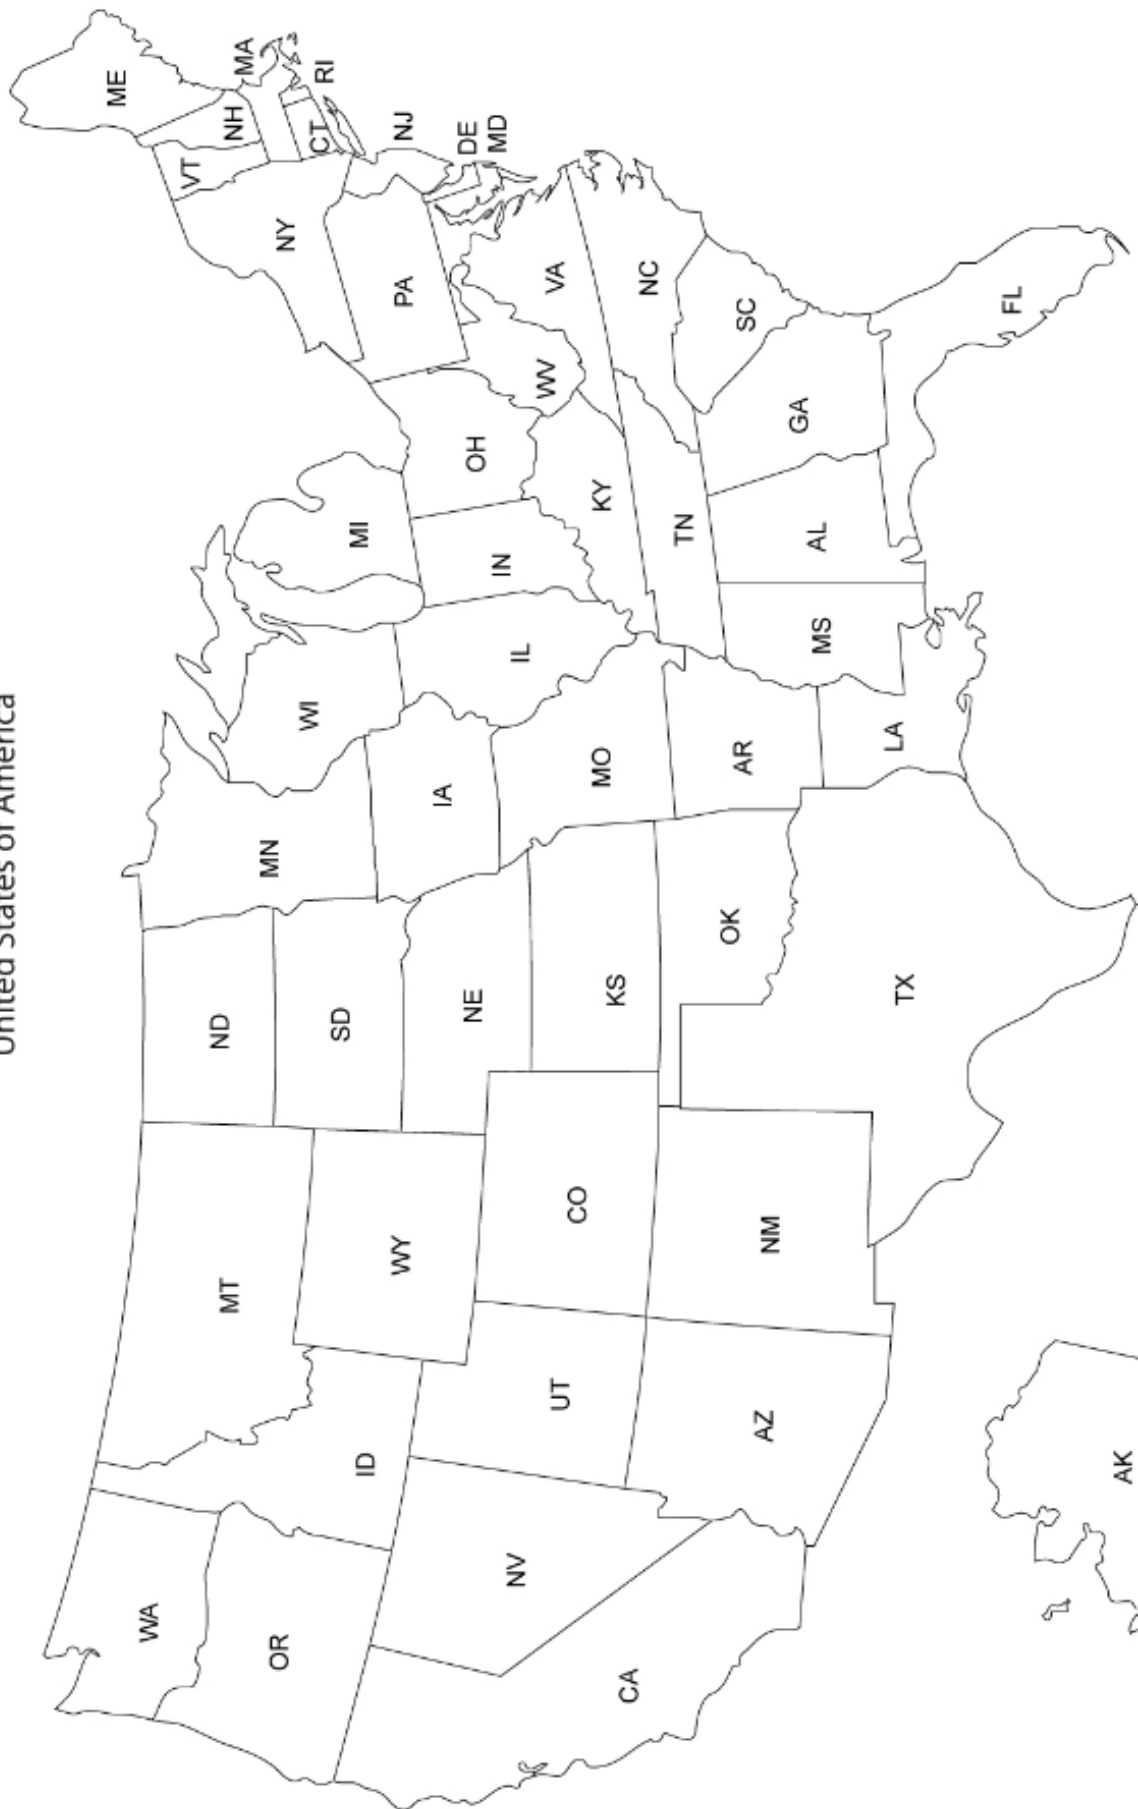 United States of America
WA
OR
CA
NV
ID
MT
WY
UT
AZ
CO
NM
ND
SD
NE
KS
OK
TX
MN
IA
MO
AR
LA
WI
IL
MI
IN
OH
KY
TN
MS
AL
GA
FL
SC
NC
VA
WV
PA
NY
VT
NH
ME
MA
RI
CT
NJ
DE
MD
AK